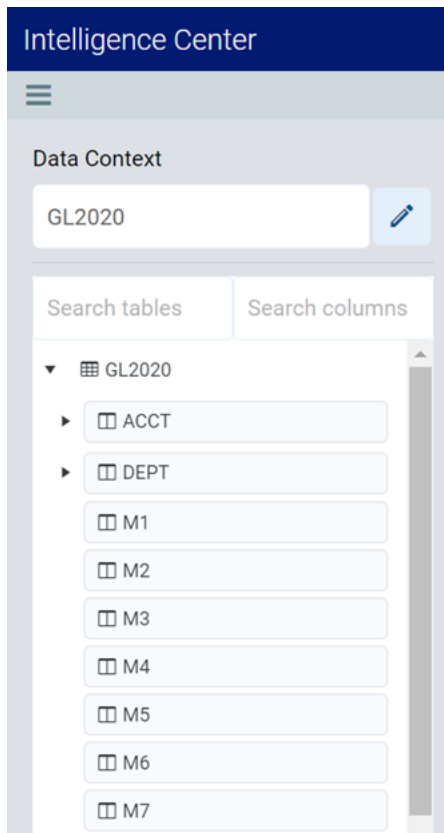 Intelligence Center
Data Context
GL2020
Search tables Search columns
GL2020
ACCT
DEPT
M1
M2
M3
M4
M5
M6
M7